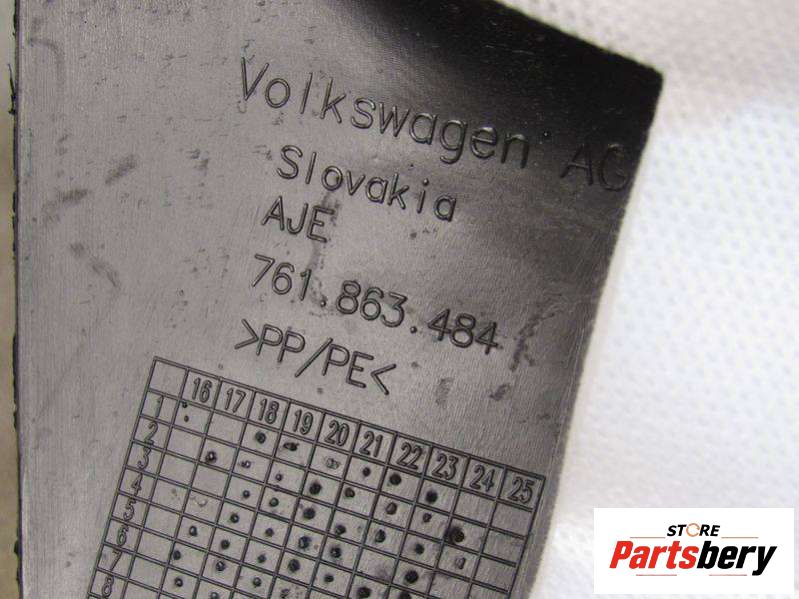 Volkswagen AG
Slovakia
AJE
761.863.484
>PP/PE<
16 17 18 19 20 21 22 23 24 25
1
2
3
4
5
6
7
8
STORE
Partsbery